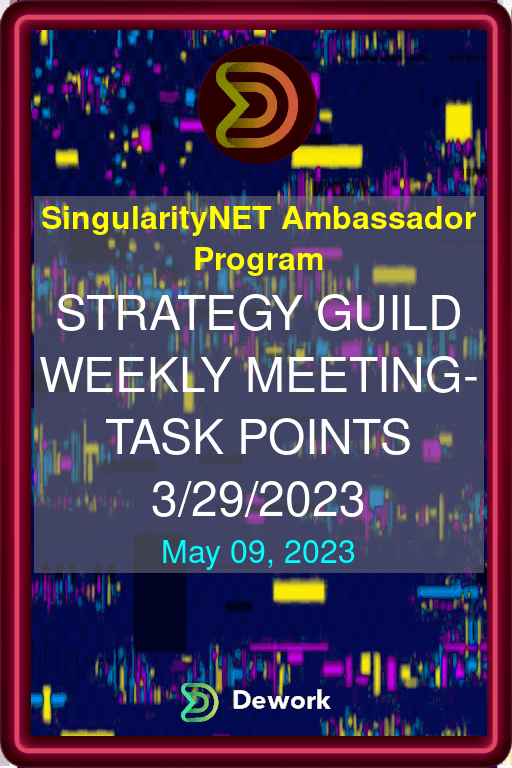 SingularityNET Ambassador
Program
STRATEGY GUILD
WEEKLY MEETING-
TASK POINTS
3/29/2023
May 09, 2023
Dework